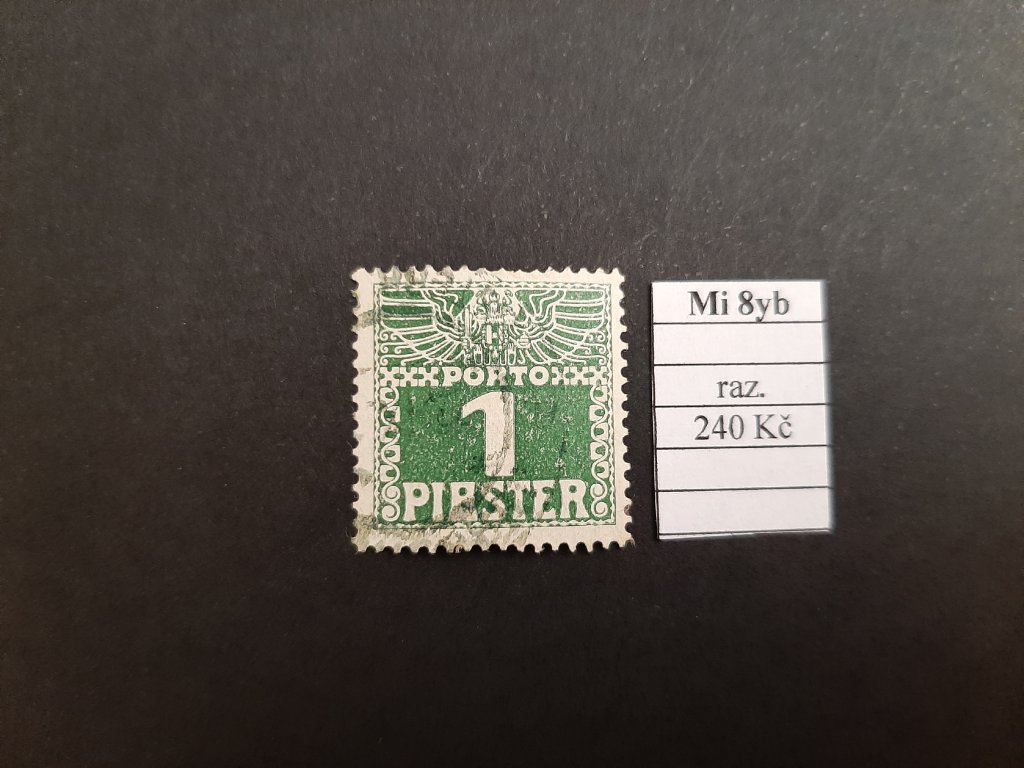 PORTO
1
PIASTER
Mi 8yb
raz.
240 Kč